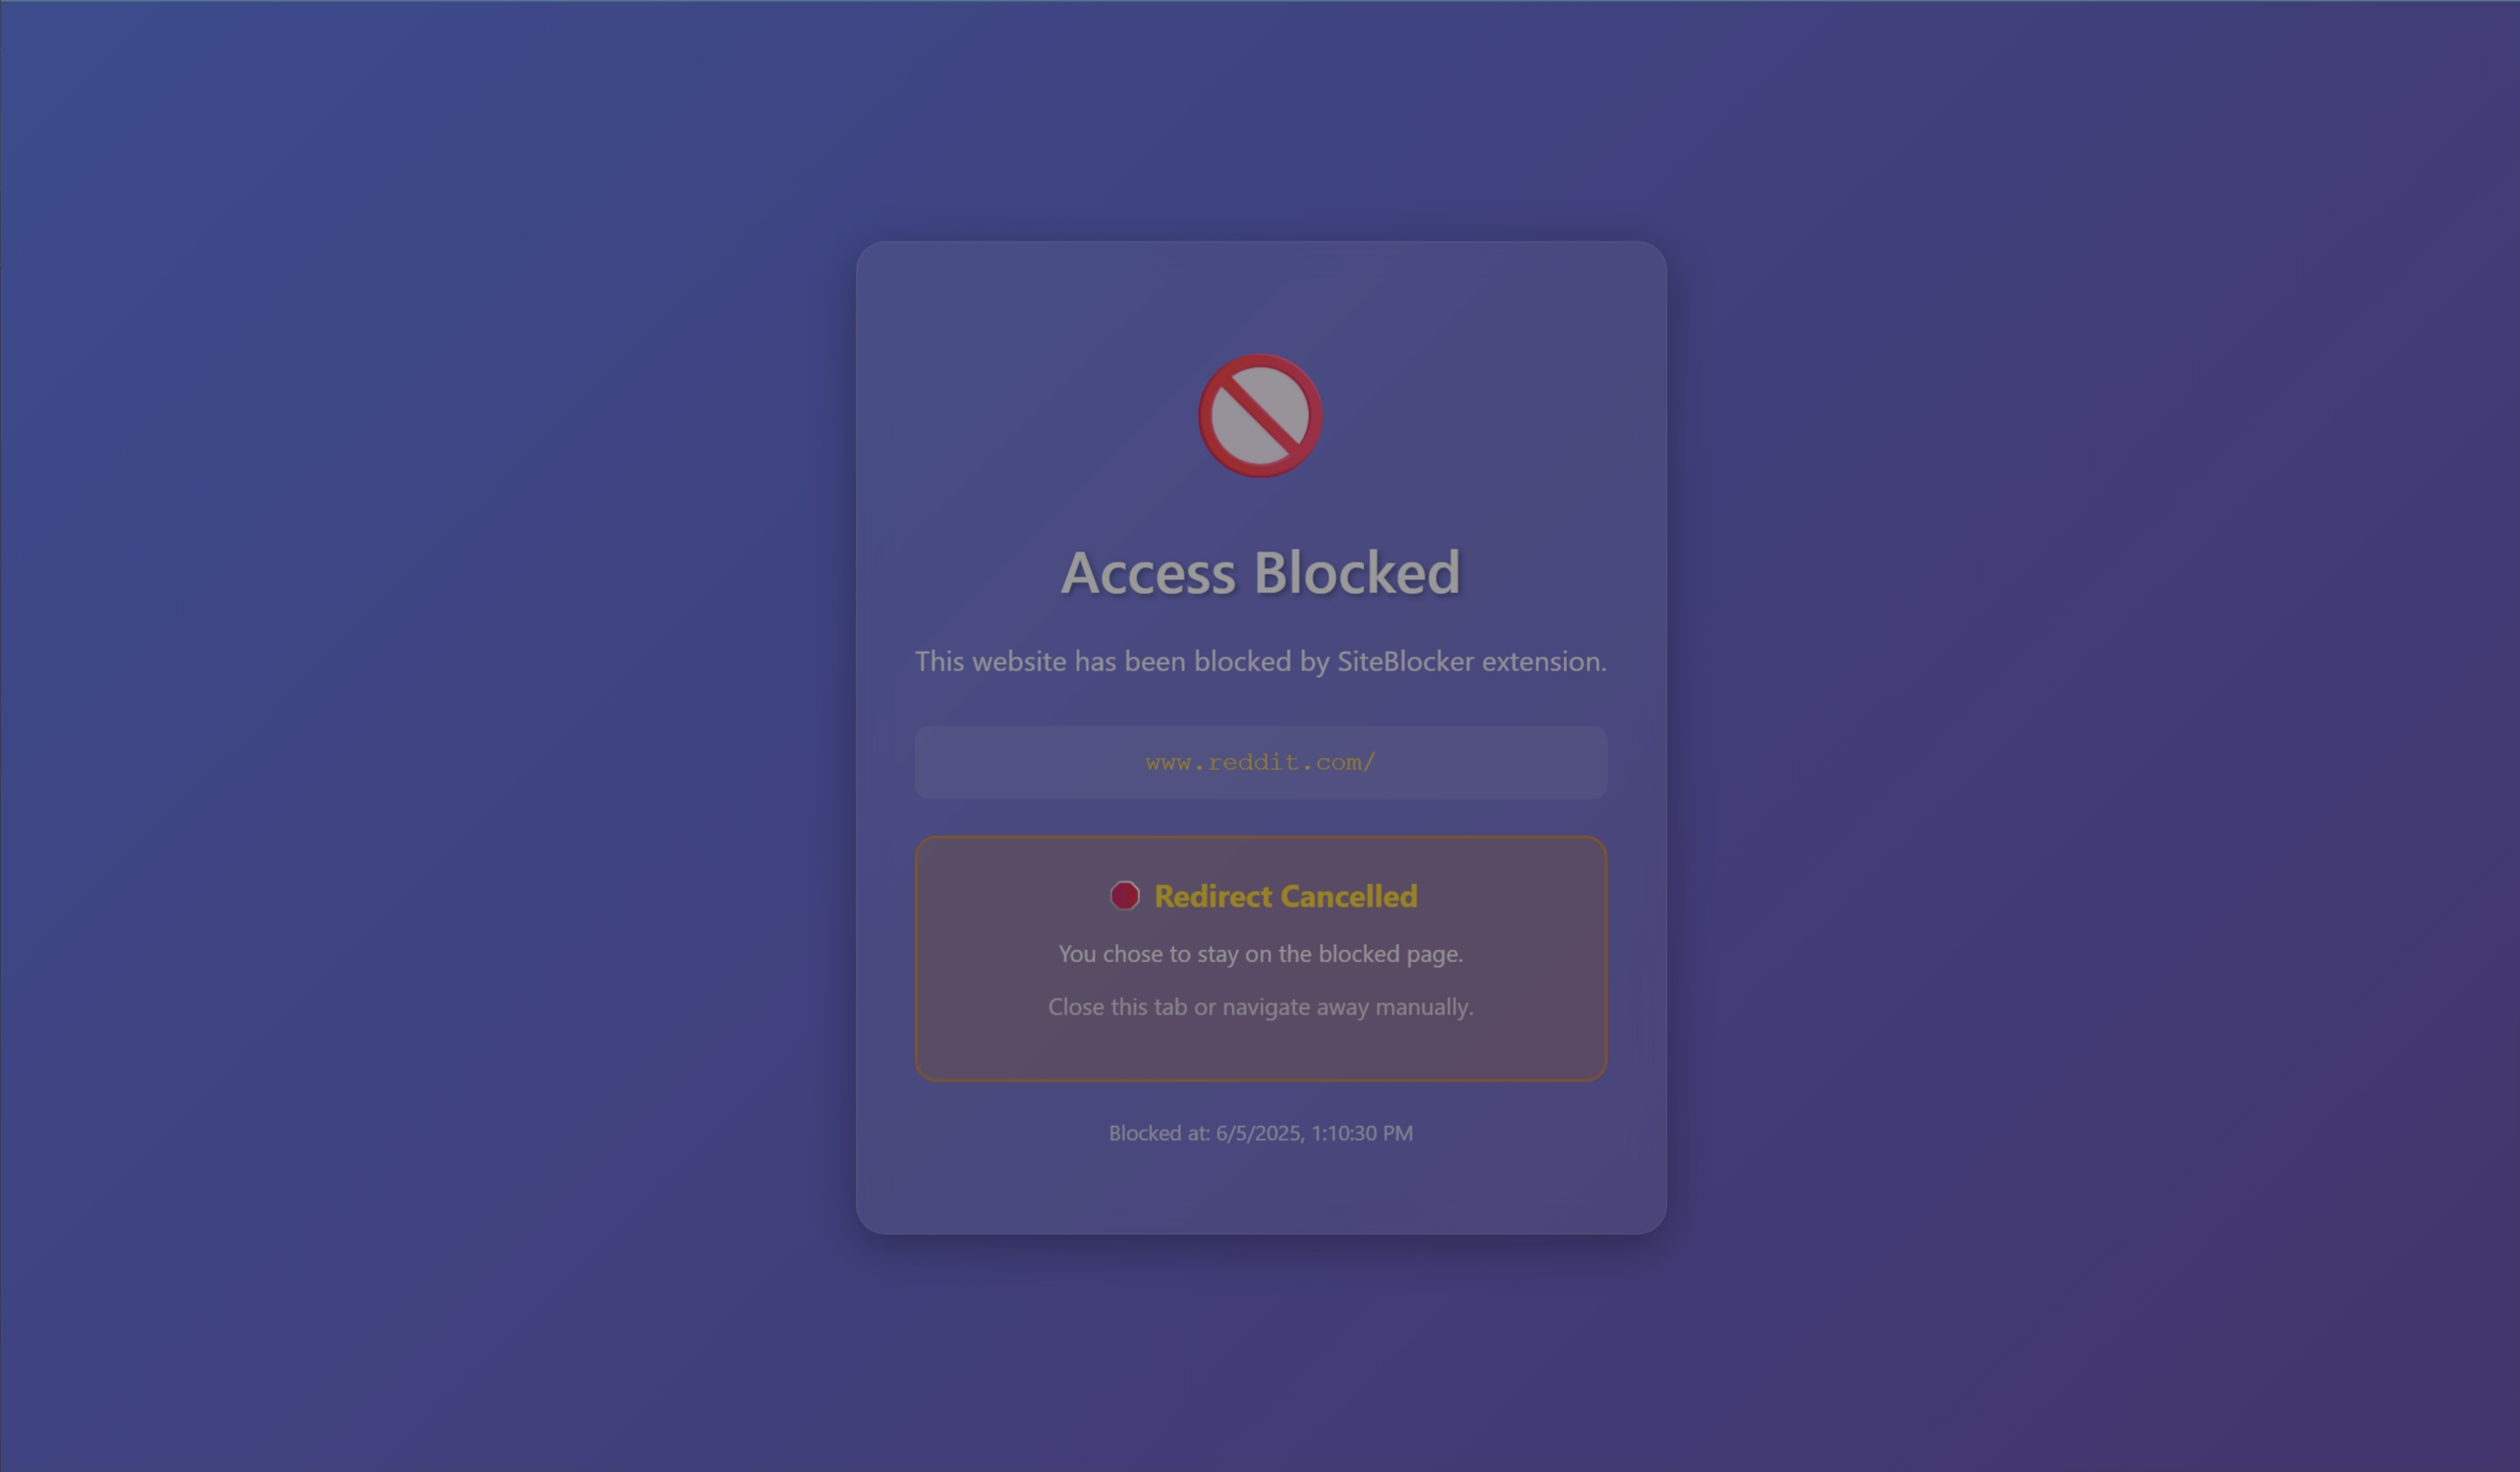 Access Blocked
This website has been blocked by SiteBlocker extension.
www.reddit.com/
Redirect Cancelled
You chose to stay on the blocked page.
Close this tab or navigate away manually.
Blocked at: 6/5/2025, 1:10:30 PM